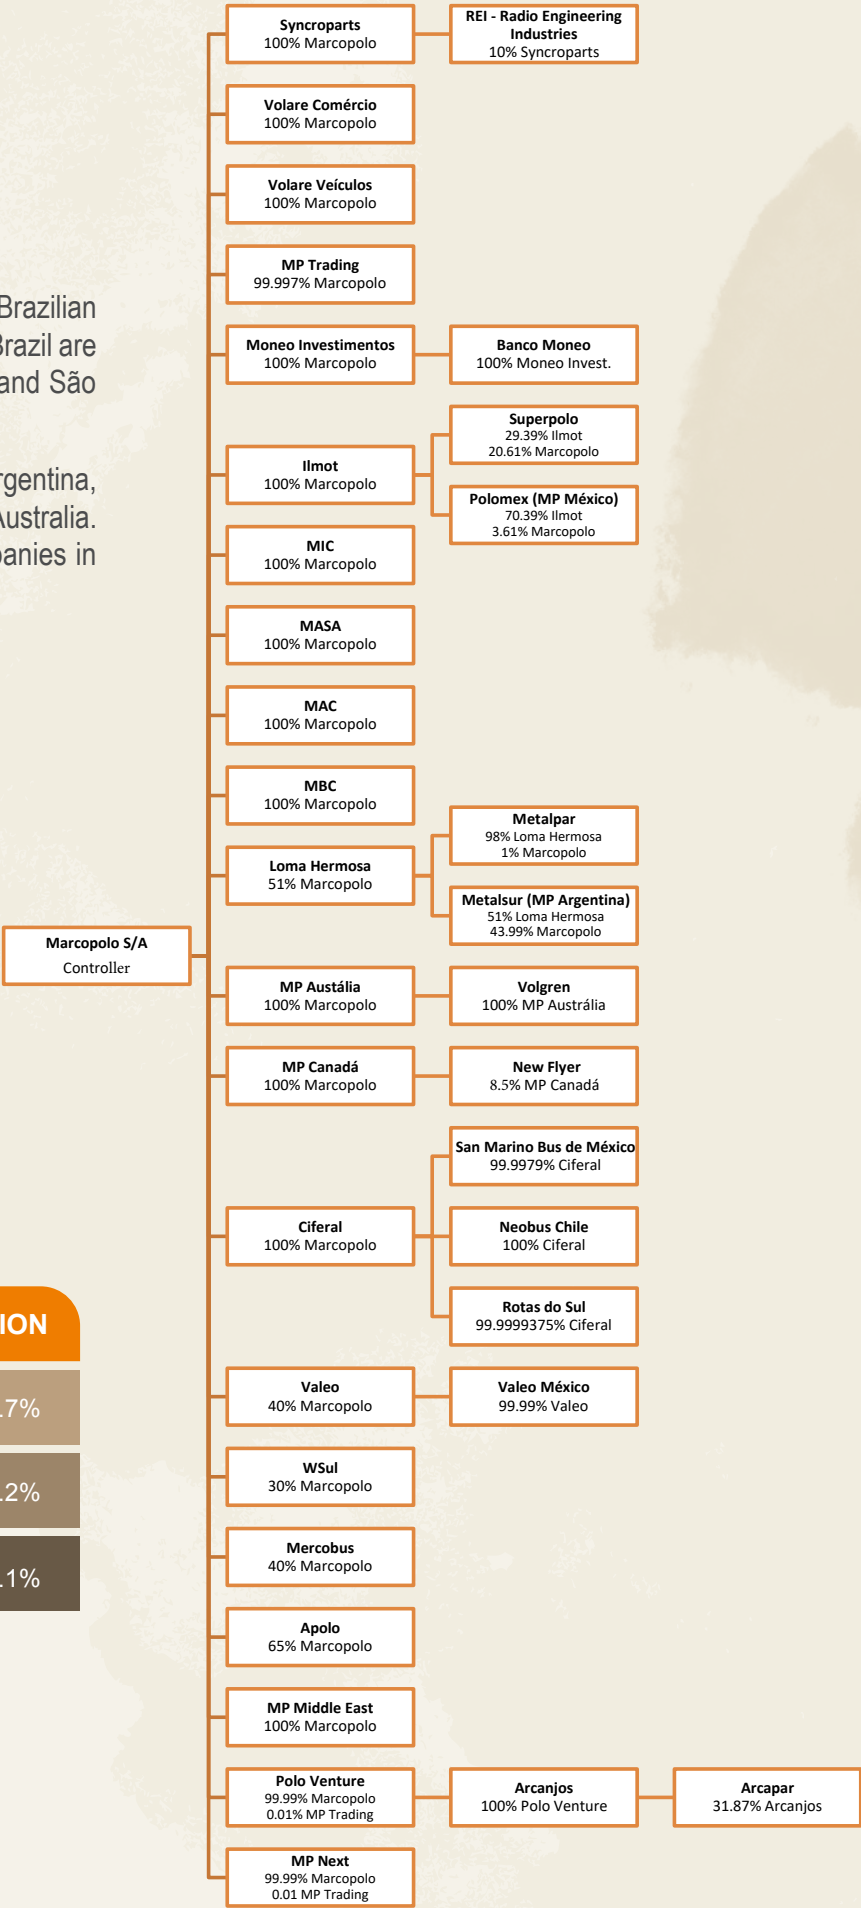 Syncroparts
100% Marcopolo
REI - Radio Engineering
Industries
10% Syncroparts
Volare Comércio
100% Marcopolo
Volare Veículos
100% Marcopolo
MP Trading
99.997% Marcopolo
Brazilian
Brazil are
and São
Moneo Investimentos
100% Marcopolo
Banco Moneo
100% Moneo Invest.
Ilmot
100% Marcopolo
Superpolo
29.39% Ilmot
20.61% Marcopolo
Polomex (MP México)
70.39% Ilmot
3.61% Marcopolo
MIC
100% Marcopolo
MASA
100% Marcopolo
MAC
100% Marcopolo
MBC
100% Marcopolo
Loma Hermosa
51% Marcopolo
Metalpar
98% Loma Hermosa
1% Marcopolo
Metalsur (MP Argentina)
51% Loma Hermosa
43.99% Marcopolo
Marcopolo S/A
Controller
MP Austália
100% Marcopolo
Volgren
100% MP Austrália
MP Canadá
100% Marcopolo
New Flyer
8.5% MP Canadá
Ciferal
100% Marcopolo
San Marino Bus de México
99.9979% Ciferal
Neobus Chile
100% Ciferal
Rotas do Sul
99.9999375% Ciferal
Valeo
40% Marcopolo
Valeo México
99.99% Valeo
WSul
30% Marcopolo
Mercobus
40% Marcopolo
Apolo
65% Marcopolo
MP Middle East
100% Marcopolo
Polo Venture
99.99% Marcopolo
0.01% MP Trading
Arcanjos
100% Polo Venture
Arcapar
31.87% Arcanjos
MP Next
99.99% Marcopolo
0.01 MP Trading